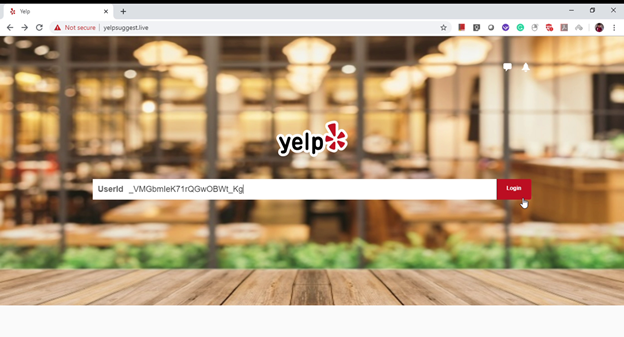 Yelp
Not secure | yelpsuggest.live
yelp
UserId _VMGbmIeK71rQGwOBWt_Kg
Login